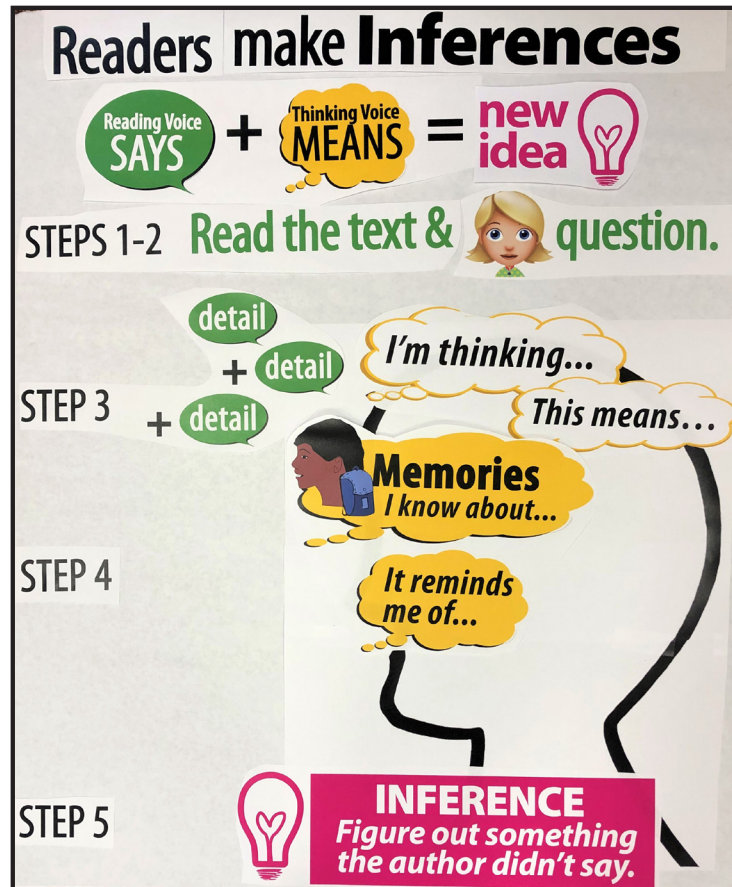 Readers make Inferences
Reading Voice
SAYS
+
Thinking Voice
MEANS
=
new
idea
STEPS 1-2 Read the text & question.
detail
+ detail
STEP 3 + detail
I'm thinking...
This means...
Memories
I know about...
STEP 4
It reminds
me of...
STEP 5
INFERENCE
Figure out something
the author didn't say.